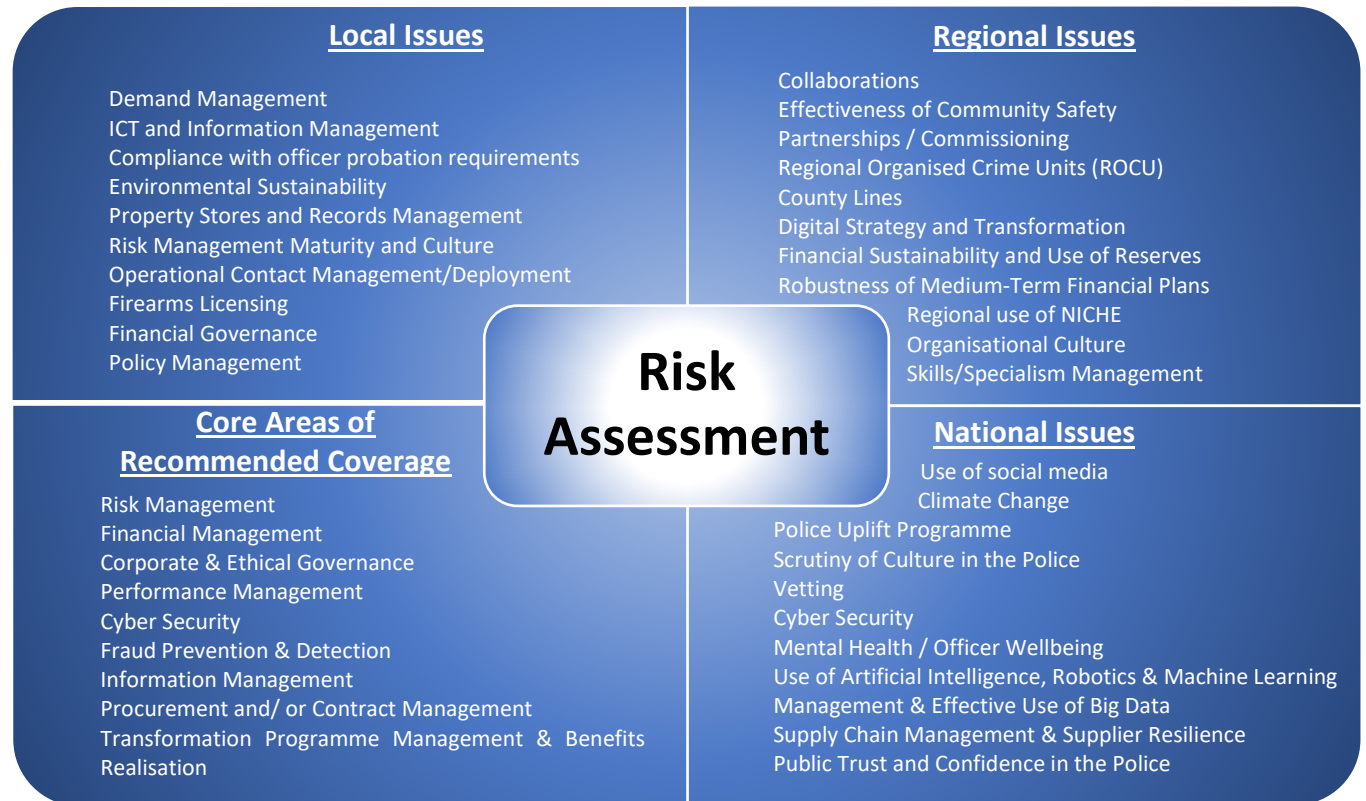 Local Issues
Demand Management
ICT and Information Management
Compliance with officer probation requirements
Environmental Sustainability
Property Stores and Records Management
Risk Management Maturity and Culture
Operational Contact Management/Deployment
Firearms Licensing
Financial Governance
Policy Management
Regional Issues
Collaborations
Effectiveness of Community Safety
Partnerships / Commissioning
Regional Organised Crime Units (ROCU)
County Lines
Digital Strategy and Transformation
Financial Sustainability and Use of Reserves
Robustness of Medium-Term Financial Plans
Regional use of NICHE
Organisational Culture
Skills/Specialism Management
Risk
Assessment
Core Areas of
Recommended Coverage
Risk Management
Financial Management
Corporate & Ethical Governance
Performance Management
Cyber Security
Fraud Prevention & Detection
Information Management
Procurement and/ or Contract Management
Transformation Programme Management & Benefits
Realisation
National Issues
Use of social media
Climate Change
Police Uplift Programme
Scrutiny of Culture in the Police
Vetting
Cyber Security
Mental Health / Officer Wellbeing
Use of Artificial Intelligence, Robotics & Machine Learning
Management & Effective Use of Big Data
Supply Chain Management & Supplier Resilience
Public Trust and Confidence in the Police